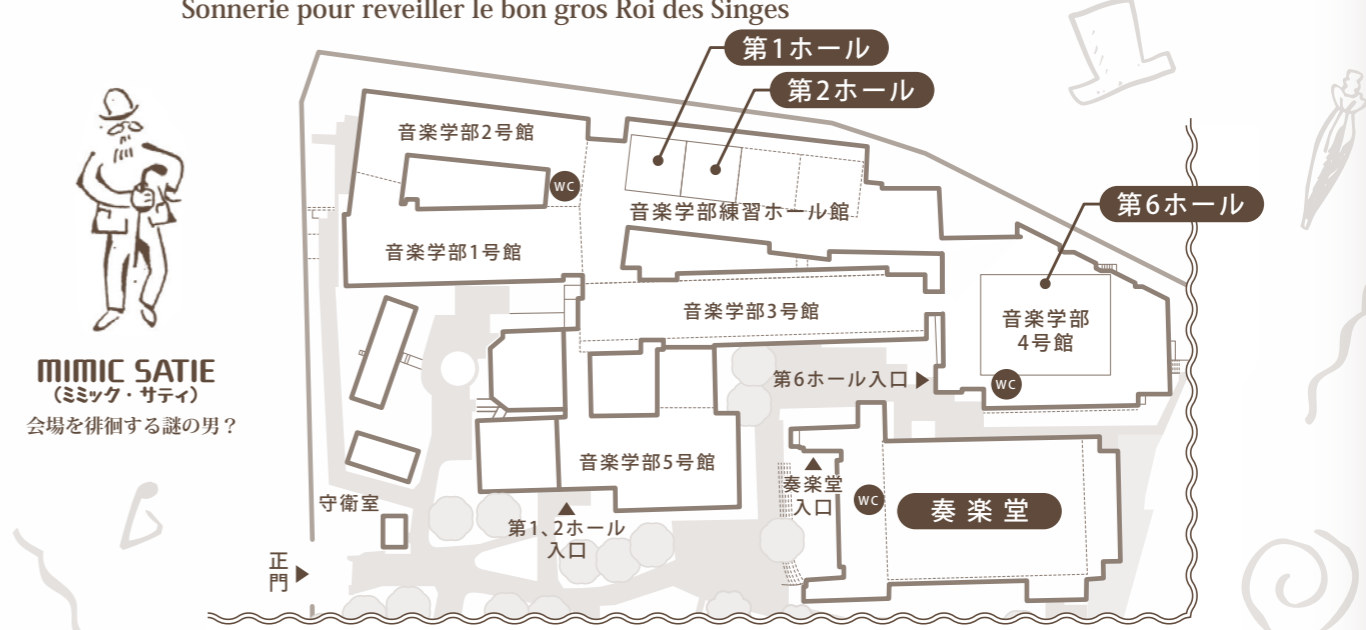 Sonnerie pour reveiller le bon gros Roi des Singes
第1ホール
第2ホール
音楽学部2号館
WC
音楽学部練習ホール館
第6ホール
音楽学部1号館
音楽学部3号館
音楽学部
4号館
MIMIC SATIE
(ミミック・サティ)
会場を徘徊する謎の男?
第6ホール入口
WC
音楽学部5号館
奏楽堂
入口
WC
奏楽堂
守衛室
第1、2ホール
入口
正
門